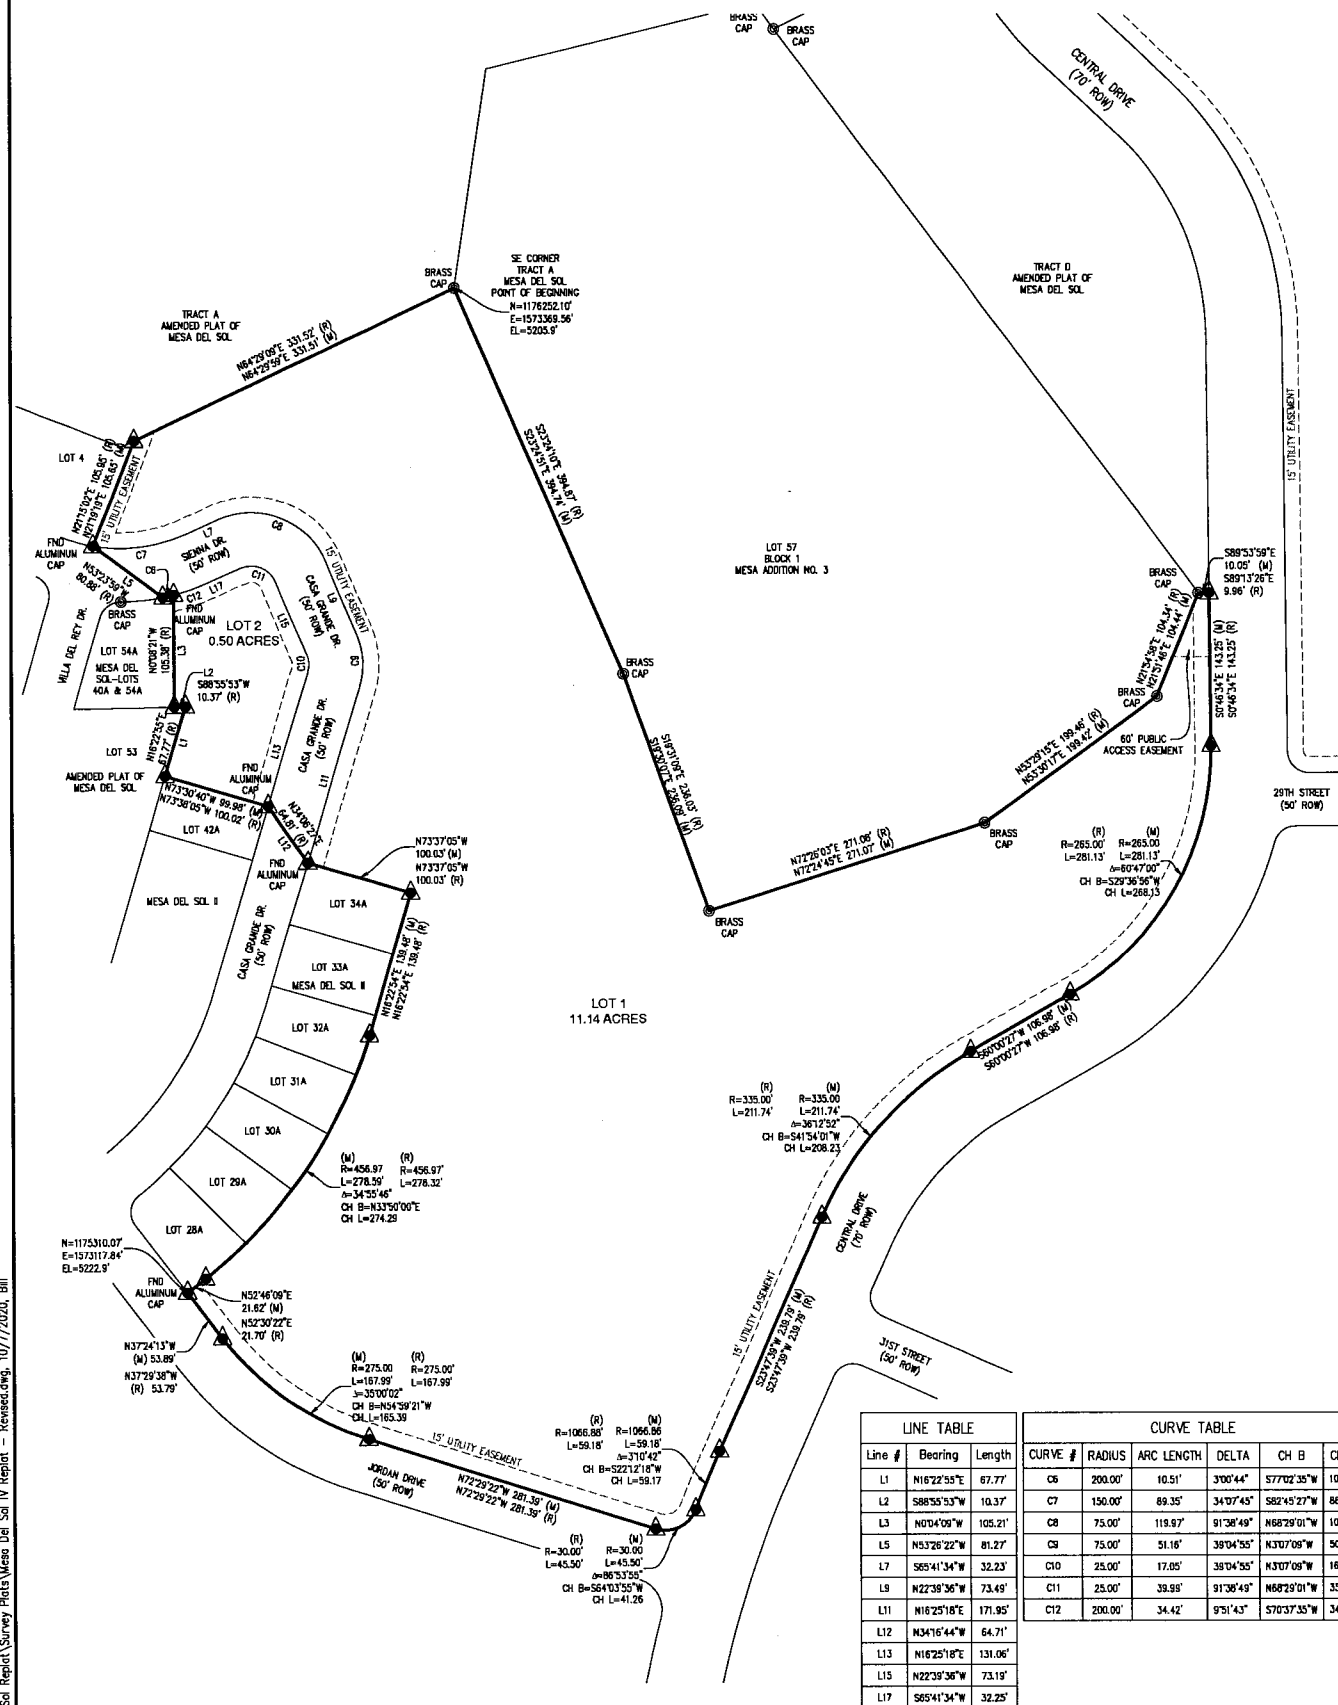 BRASS
CAP
BRASS
CAP
CENTRAL DRIVE
(70' ROW)
SE CORNER
TRACT A
MESA DEL SOL
POINT OF BEGINNING
N=1176252.10'
E=1573369.56'
EL=5205.9'
BRASS
CAP
TRACT D
AMENDED PLAT OF
MESA DEL SOL
TRACT A
AMENDED PLAT OF
MESA DEL SOL
N64°29'09"E 331.52' (R)
N64°29'59"E 331.51' (M)
15' UTILITY EASEMENT
LOT 4
N21°15'02"E 105.95' (R)
N21°19'19"E 105.65' (M)
15' UTILITY EASEMENT
S23°24'10"E 394.87' (R)
S23°24'51"E 394.74' (M)
C7
L7
C8
SIENNA DR.
(50' ROW)
15' UTILITY EASEMENT
FND
ALUMINUM
CAP
L5
N53°23'59"W
80.88' (R)
C6
C12
L17
C11
CASA GRANDE DR.
(50' ROW)
L9
BRASS
CAP
FND
ALUMINUM
CAP
L15
LOT 2
0.50 ACRES
VILLA DEL REY DR.
LOT 54A
MESA DEL
SOL-LOTS
40A & 54A
N0°08'21"W
105.38' (R)
L3
C10
C9
L2
S88°55'53"W
10.37' (R)
LOT 57
BLOCK 1
MESA ADDITION NO. 3
S89°53'59"E
10.05' (M)
S89°13'26"E
9.96' (R)
BRASS
CAP
N21°54'58"E 104.34' (R)
N21°51'46"E 104.44' (M)
S0°46'34"E 143.25' (M)
S0°46'34"E 143.25' (R)
BRASS
CAP
BRASS
CAP
60' PUBLIC
ACCESS EASEMENT
LOT 53
N16°22'55"E
67.77' (R)
L1
AMENDED PLAT OF
MESA DEL SOL
FND
ALUMINUM
CAP
L13
CASA GRANDE DR.
(50' ROW)
L11
N73°30'40"W 99.98' (M)
N73°38'05"W 100.02' (R)
N34°06'27"E
64.81' (R)
L12
S19°31'09"E 236.03' (R)
S19°30'07"E 236.09' (M)
N53°29'15"E 199.46' (R)
N53°30'17"E 199.42' (M)
29TH STREET
(50' ROW)
LOT 42A
FND
ALUMINUM
CAP
N73°37'05"W
100.03' (M)
N73°37'05"W
100.03' (R)
BRASS
CAP
N72°26'03"E 271.08' (R)
N72°24'45"E 271.07' (M)
(R) (M)
R=265.00' R=265.00
L=281.13' L=281.13'
Δ=60°47'00"
CH B=S29°36'56"W
CH L=268.13
MESA DEL SOL II
LOT 34A
BRASS
CAP
CASA GRANDE DR.
(50' ROW)
LOT 33A
MESA DEL SOL II
N16°22'54"E 139.48' (M)
N16°22'54"E 139.48' (R)
LOT 1
11.14 ACRES
LOT 32A
S60°00'27"W 106.98' (M)
S60°00'27"W 106.98' (R)
LOT 31A
(R) (M)
R=335.00' R=335.00
L=211.74' L=211.74'
Δ=36°12'52"
CH B=S41°54'01"W
CH L=208.23
LOT 30A
(M) (R)
R=456.97 R=456.97'
L=278.59' L=278.32'
Δ=34°55'46"
CH B=N33°50'00"E
CH L=274.29
LOT 29A
LOT 28A
CENTRAL DRIVE
(70' ROW)
N=1175310.07'
E=1573117.84'
EL=5222.9'
FND
ALUMINUM
CAP
N52°46'09"E
21.62' (M)
N52°30'22"E
21.70' (R)
15' UTILITY EASEMENT
S23°47'39"W 239.79' (M)
S23°47'39"W 239.79' (R)
N37°24'13"W
(M) 53.89'
N37°29'38"W
(R) 53.79'
31ST STREET
(50' ROW)
(M) (R)
R=275.00 R=275.00'
L=167.99' L=167.99'
Δ=35°00'02"
CH B=N54°59'21"W
CH L=165.39
15' UTILITY EASEMENT
(R) (M)
R=1066.88' R=1066.86
L=59.18' L=59.18'
Δ=3°10'42"
CH B=S22°12'18"W
CH L=59.17
JORDAN DRIVE
(50' ROW)
N72°29'22"W 281.39' (M)
N72°29'22"W 281.39' (R)
(R) (M)
R=30.00' R=30.00
L=45.50' L=45.50'
Δ=86°53'55"
CH B=S64°03'55"W
CH L=41.26
LINE TABLE
Line # Bearing Length
L1 N16°22'55"E 67.77'
L2 S88°55'53"W 10.37'
L3 N0°04'09"W 105.21'
L5 N53°26'22"W 81.27'
L7 S65°41'34"W 32.23'
L9 N22°39'36"W 73.49'
L11 N16°25'18"E 171.95'
L12 N34°16'44"W 64.71'
L13 N16°25'18"E 131.06'
L15 N22°39'36"W 73.19'
L17 S65°41'34"W 32.25'
CURVE TABLE
CURVE # RADIUS ARC LENGTH DELTA CH B
C6 200.00' 10.51' 3°00'44" S77°02'35"W
C7 150.00' 89.35' 34°07'45" S82°45'27"W
C8 75.00' 119.97' 91°38'49" N68°29'01"W
C9 75.00' 51.16' 39°04'55" N3°07'09"W
C10 25.00' 17.05' 39°04'55" N3°07'09"W
C11 25.00' 39.99' 91°38'49" N68°29'01"W
C12 200.00' 34.42' 9°51'43" S70°37'35"W
Sol Replat\Survey Plats\Mesa Del Sol IV Replat - Revised.dwg, 10/7/2020, Bill